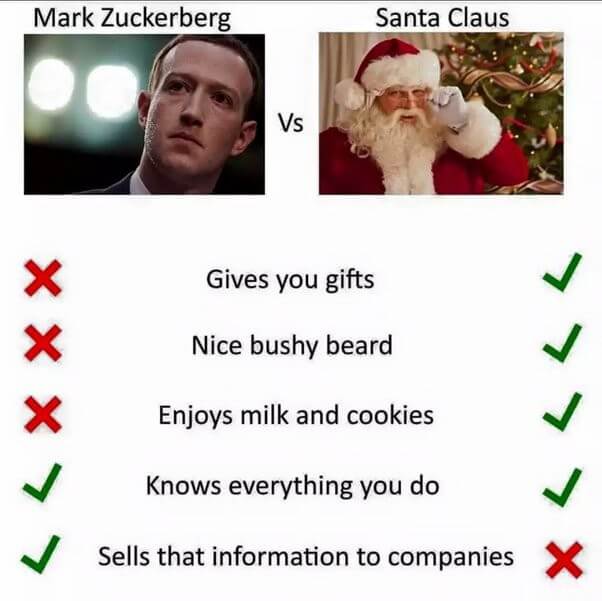 Mark Zuckerberg
Santa Claus
Vs
Gives you gifts
Nice bushy beard
Enjoys milk and cookies
Knows everything you do
Sells that information to companies